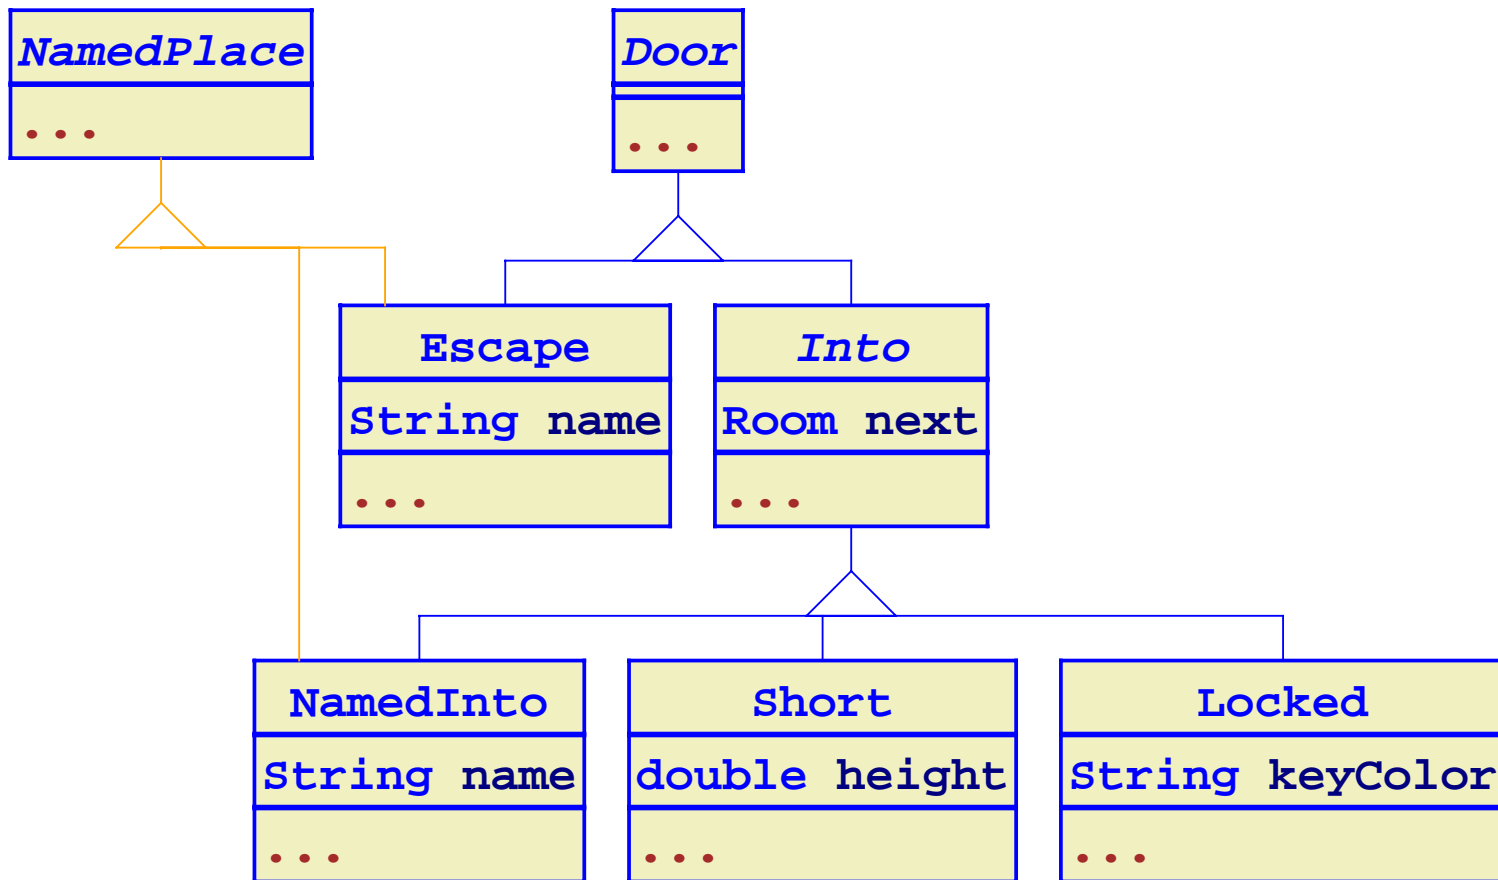 NamedPlace
...
Door
...
Escape
String name
...
Into
Room next
...
NamedInto
String name
...
Short
double height
...
Locked
String keyColor
...